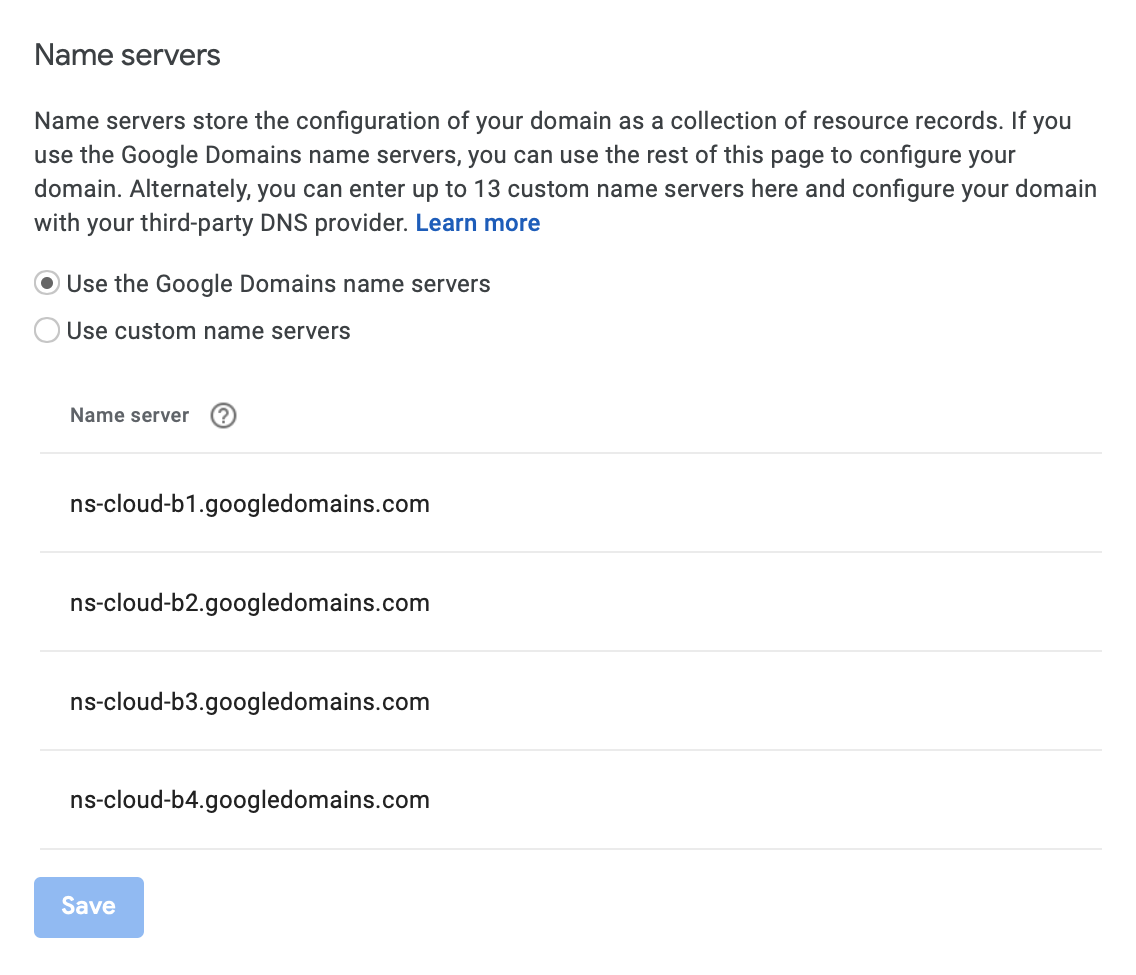 Name servers
Name servers store the configuration of your domain as a collection of resource records. If you
use the Google Domains name servers, you can use the rest of this page to configure your
domain. Alternately, you can enter up to 13 custom name servers here and configure your domain
with your third-party DNS provider. Learn more
Use the Google Domains name servers
Use custom name servers
Name server ?
ns-cloud-b1.googledomains.com
ns-cloud-b2.googledomains.com
ns-cloud-b3.googledomains.com
ns-cloud-b4.googledomains.com
Save